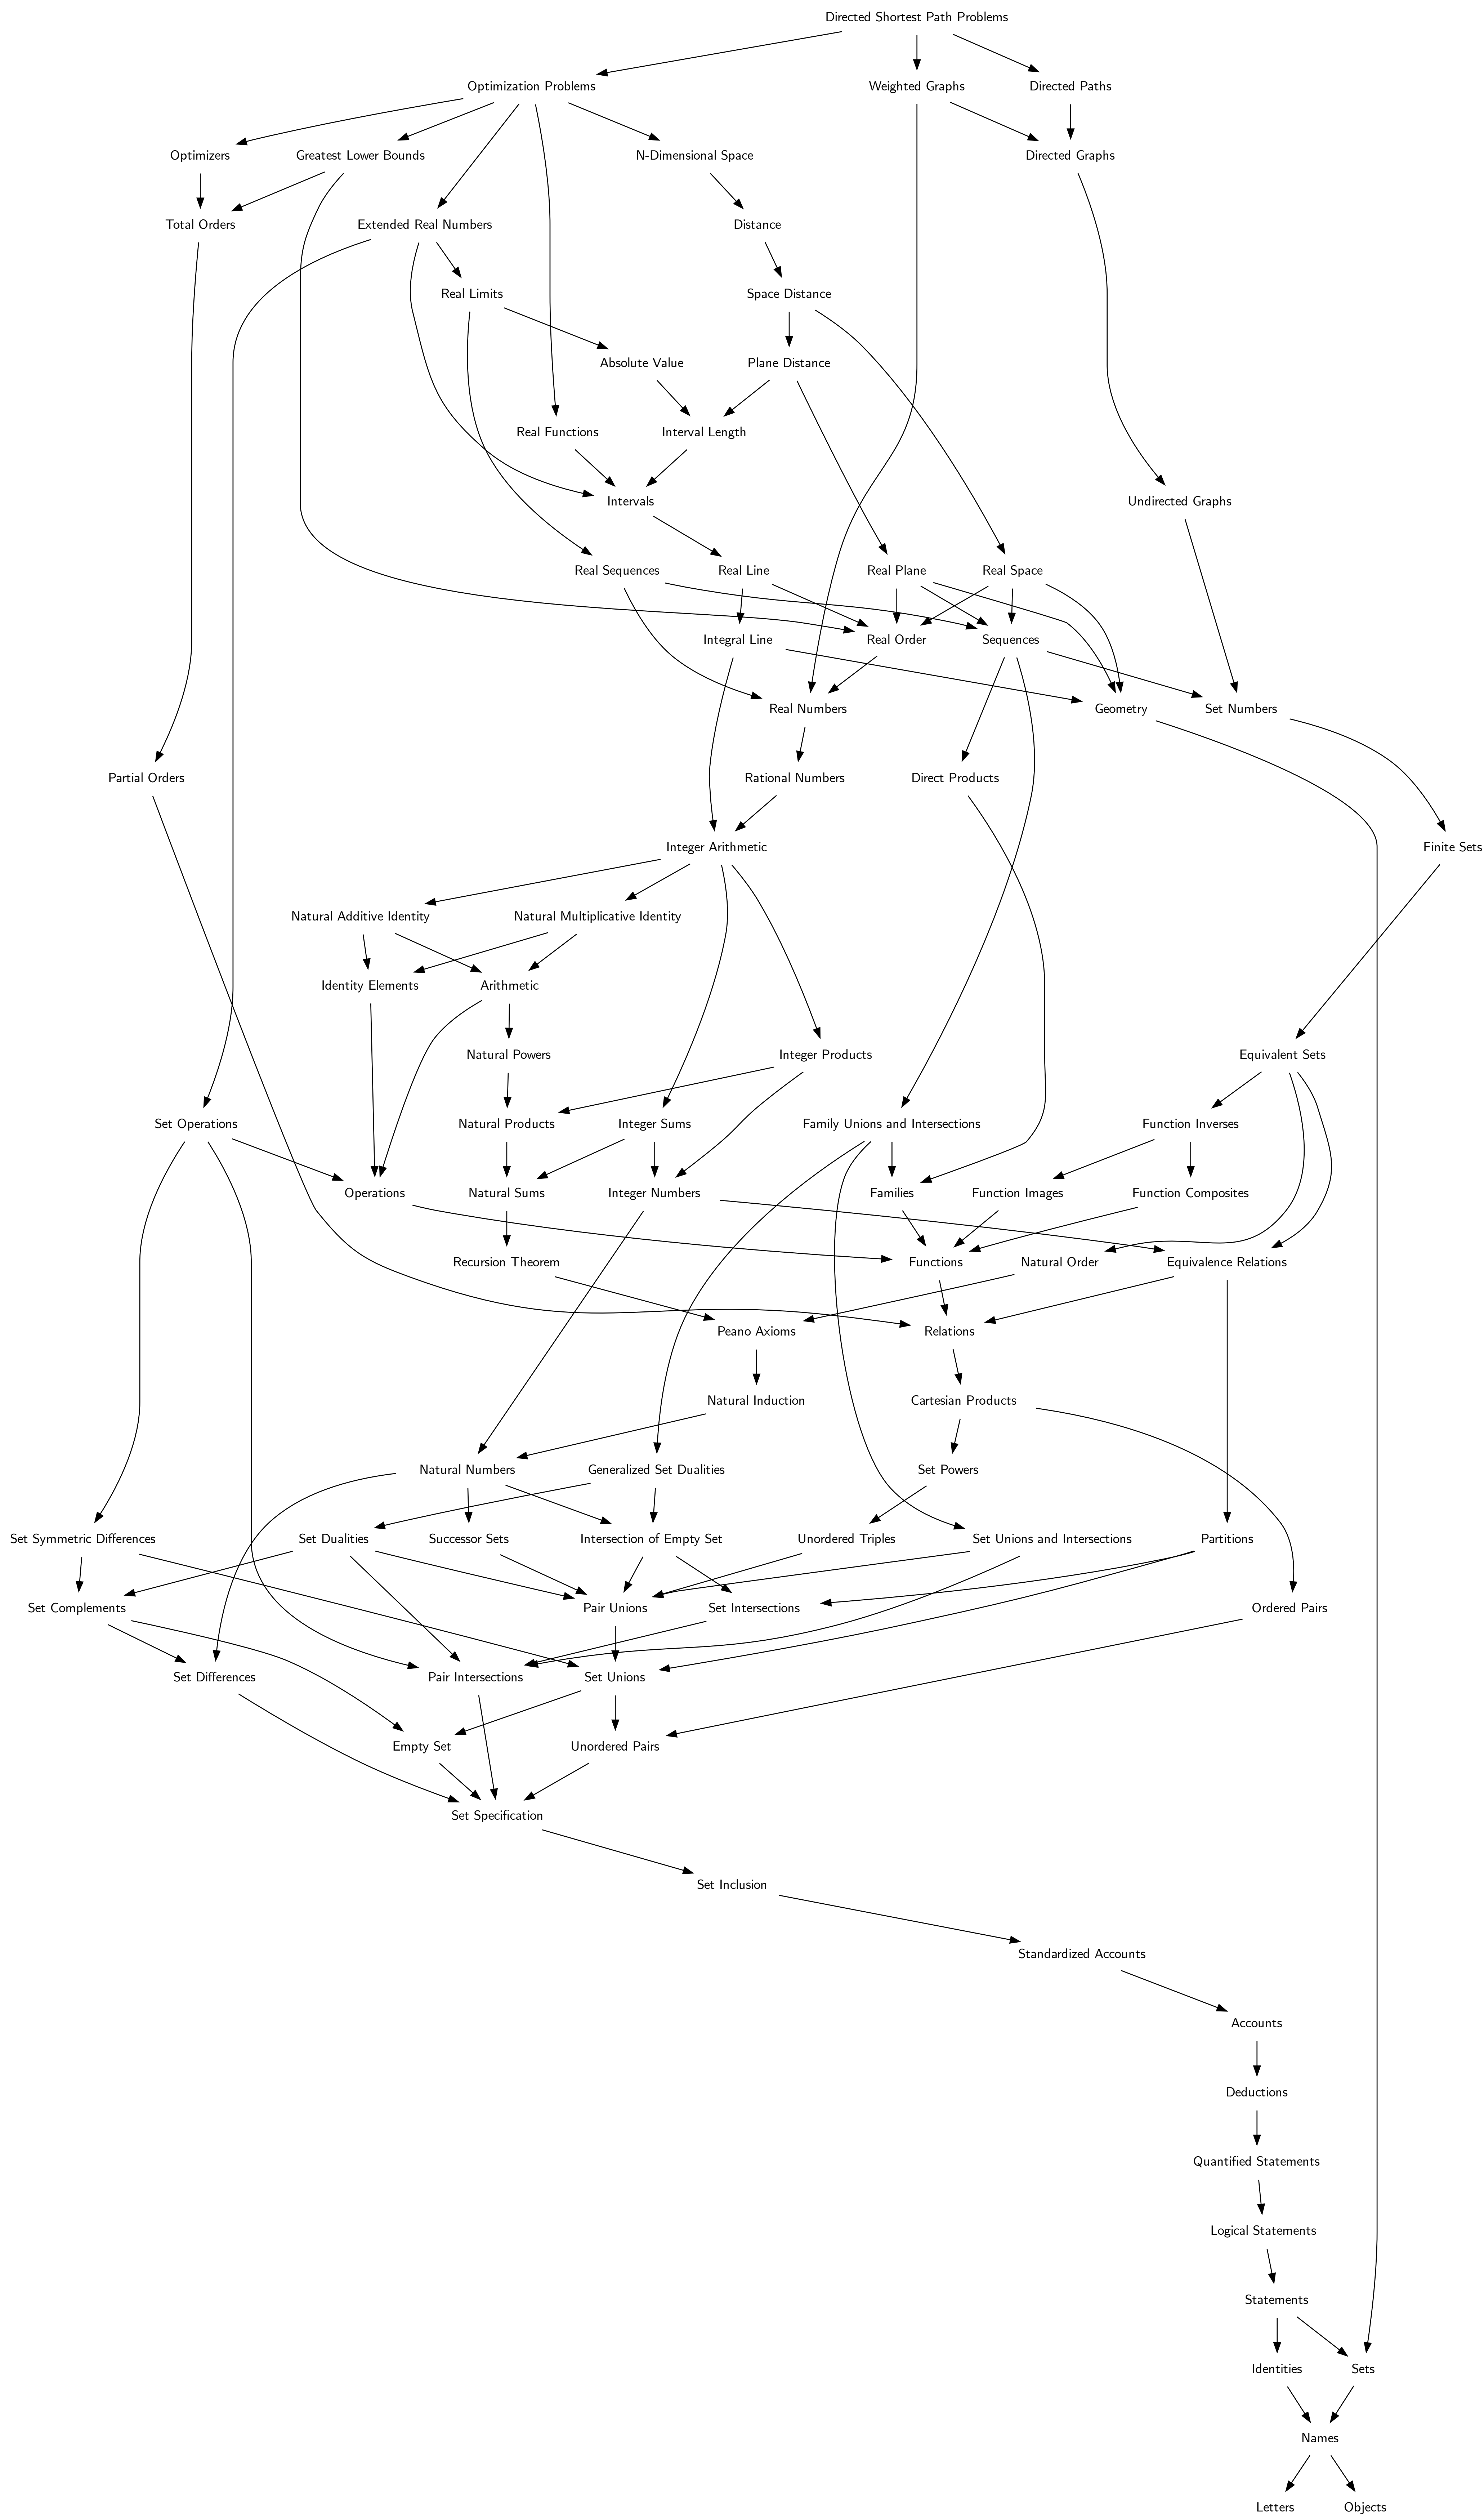 Directed Shortest Path Problems
Optimization Problems
Weighted Graphs
Directed Paths
Optimizers
Greatest Lower Bounds
N-Dimensional Space
Directed Graphs
Total Orders
Extended Real Numbers
Distance
Real Limits
Space Distance
Absolute Value
Plane Distance
Real Functions
Interval Length
Intervals
Undirected Graphs
Real Sequences
Real Line
Real Plane
Real Space
Integral Line
Real Order
Sequences
Real Numbers
Geometry
Set Numbers
Partial Orders
Rational Numbers
Direct Products
Integer Arithmetic
Finite Sets
Natural Additive Identity
Natural Multiplicative Identity
Identity Elements
Arithmetic
Natural Powers
Integer Products
Equivalent Sets
Set Operations
Natural Products
Integer Sums
Family Unions and Intersections
Function Inverses
Operations
Natural Sums
Integer Numbers
Families
Function Images
Function Composites
Recursion Theorem
Functions
Natural Order
Equivalence Relations
Peano Axioms
Relations
Natural Induction
Cartesian Products
Natural Numbers
Generalized Set Dualities
Set Powers
Set Symmetric Differences
Set Dualities
Successor Sets
Intersection of Empty Set
Unordered Triples
Set Unions and Intersections
Partitions
Set Complements
Pair Unions
Set Intersections
Ordered Pairs
Set Differences
Pair Intersections
Set Unions
Empty Set
Unordered Pairs
Set Specification
Set Inclusion
Standardized Accounts
Accounts
Deductions
Quantified Statements
Logical Statements
Statements
Identities
Sets
Names
Letters
Objects